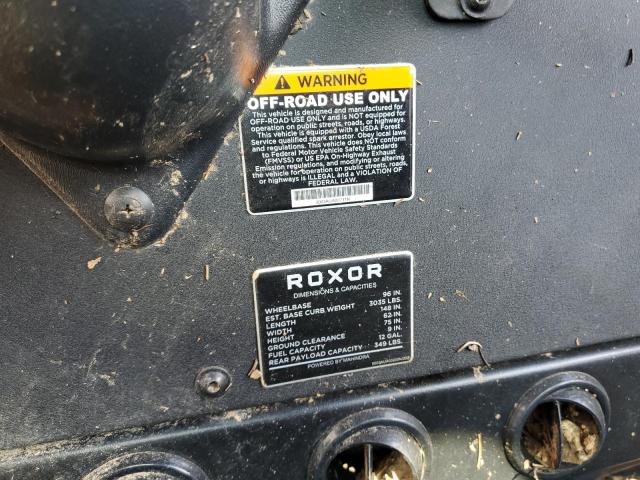 WARNING
OFF-ROAD USE ONLY
This vehicle is designed and manufactured for
OFF-ROAD USE ONLY and is NOT equipped for
operation on public streets, roads, or highways.
This vehicle is equipped with a USDA Forest
Service qualified spark arrestor. Obey local laws
and regulations. This vehicle does NOT conform
to Federal Motor Vehicle Safety Standards
(FMVSS) or US EPA On-Highway Exhaust
Emission regulations, and modifying or altering
the vehicle for operation on public streets, roads,
or highways is ILLEGAL and a VIOLATION OF
FEDERAL LAW.
ROXOR
DIMENSIONS & CAPACITIES
WHEELBASE 96 IN.
EST. BASE CURB WEIGHT 3035 LBS.
LENGTH 148 IN.
WIDTH 62 IN.
HEIGHT 75 IN.
GROUND CLEARANCE 9 IN.
FUEL CAPACITY 12 GAL.
REAR PAYLOAD CAPACITY 349 LBS.
POWERED BY MAHINDRA